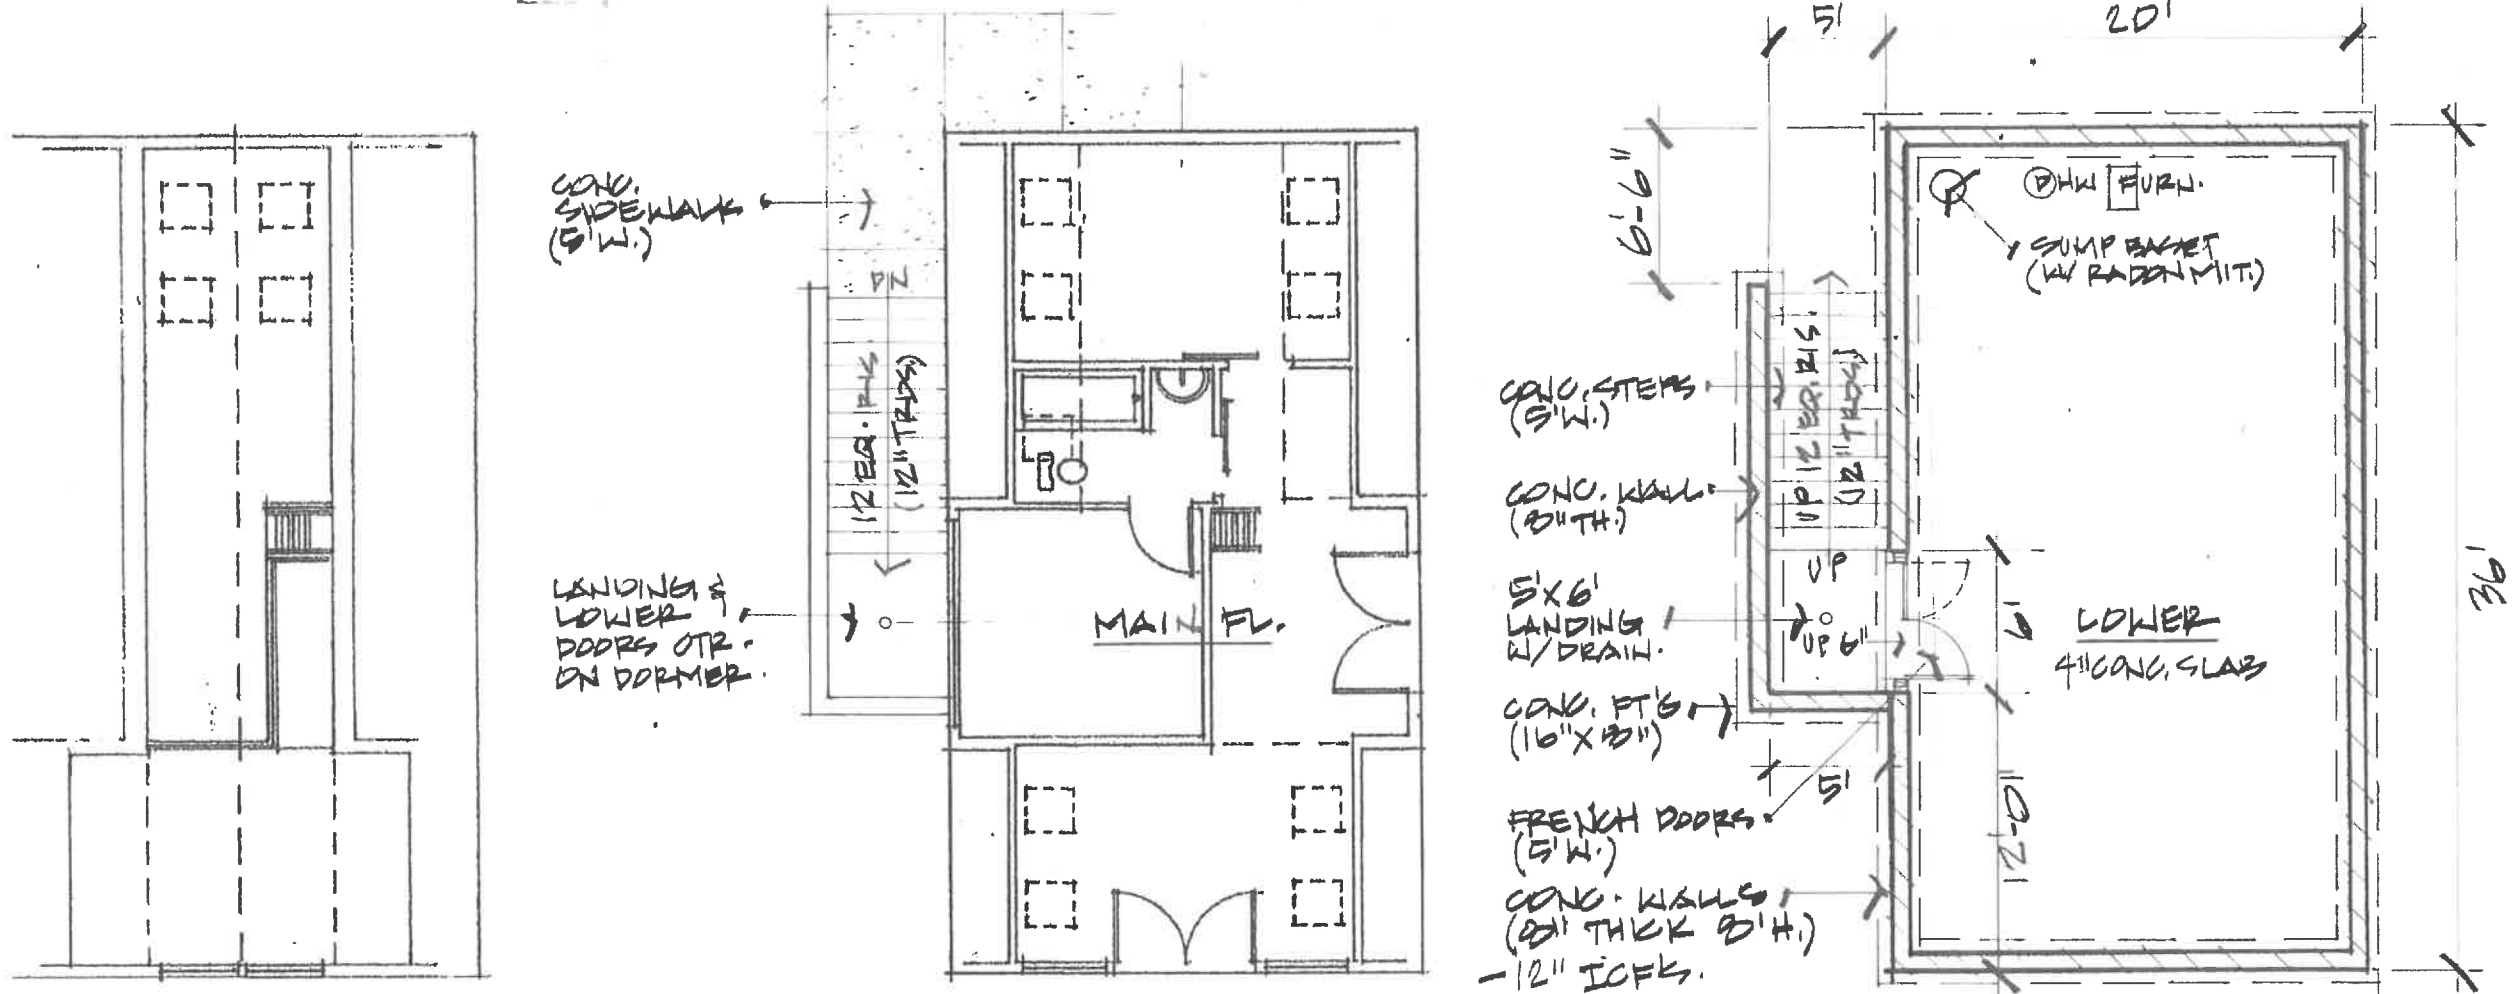 CONC.
SIDEWALK
(5'W.)
DN
12 EQ. RIS.
(12" TRDS)
LANDING &
LOWER
DOORS CTR.
ON DORMER.
MAIN FL.
5'
20'
6'-6"
DHW FURN.
SUMP BASKET
(W/ RADON MIT.)
CONC. STEPS
(5'W.)
UP 12 EQ. RIS.
(12" TRDS)
CONC. WALL
(8" TH.)
5'X6'
LANDING
W/ DRAIN.
UP
UP 6"
6'
LOWER
4" CONC. SLAB
36'
CONC. FT'G
(16"X8")
5'
FRENCH DOORS
(5'W.)
12'-0"
CONC. WALLS
(8" THICK 8'H.)
-12" ICFS.